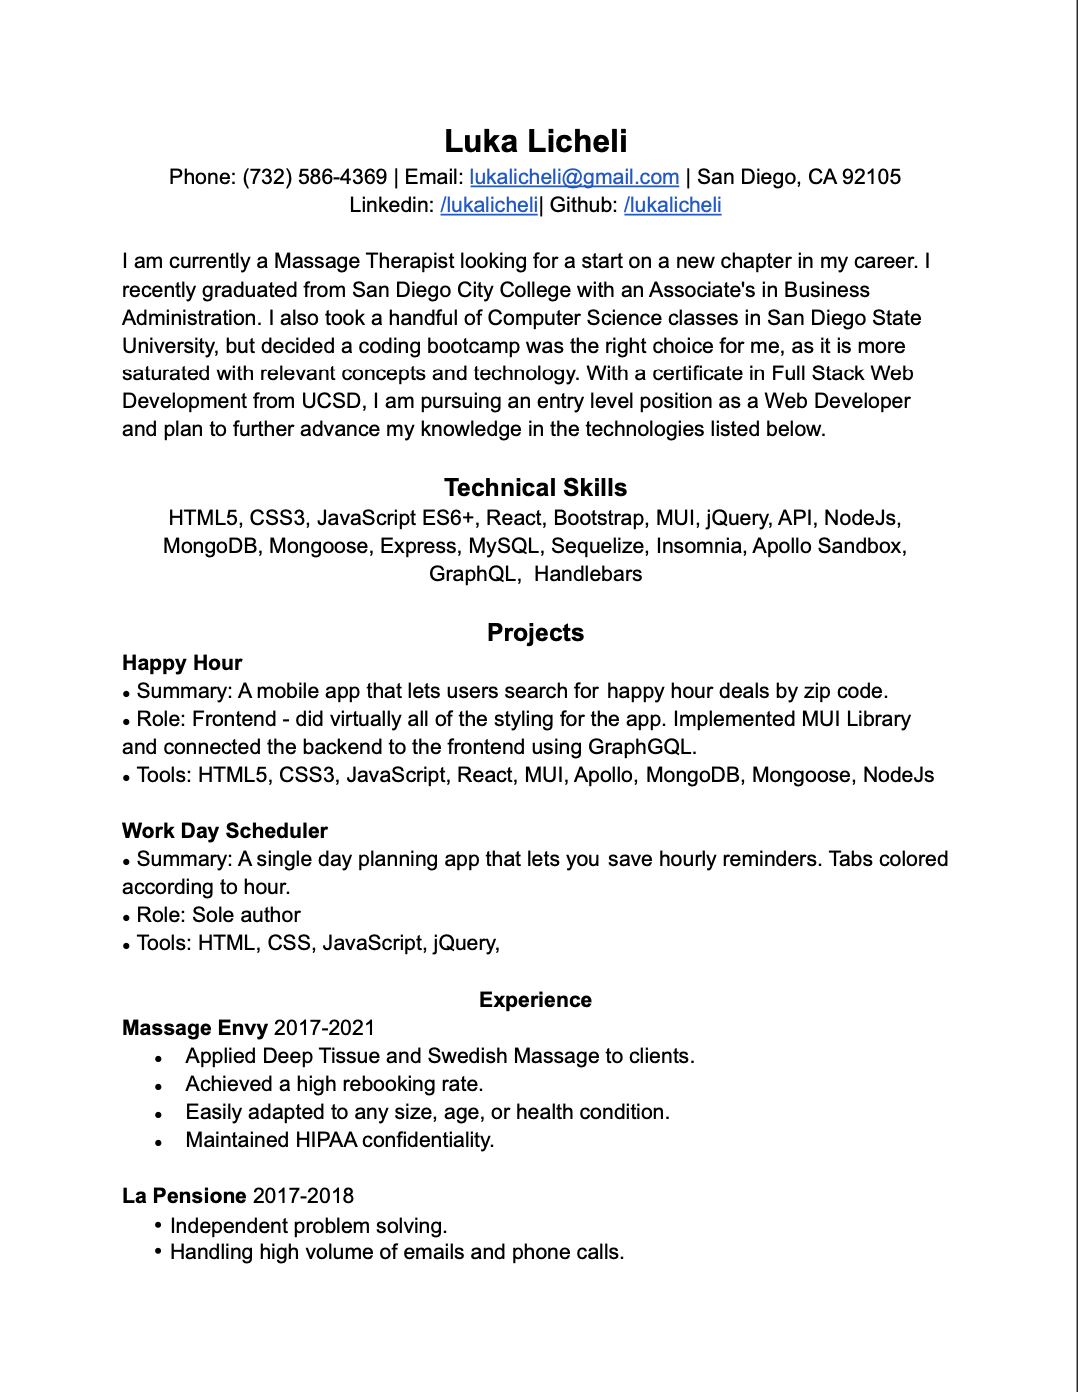 Luka Licheli
Phone: (732) 586-4369 | Email: lukalicheli@gmail.com | San Diego, CA 92105
Linkedin: /lukalicheli| Github: /lukalicheli
I am currently a Massage Therapist looking for a start on a new chapter in my career. I
recently graduated from San Diego City College with an Associate's in Business
Administration. I also took a handful of Computer Science classes in San Diego State
University, but decided a coding bootcamp was the right choice for me, as it is more
saturated with relevant concepts and technology. With a certificate in Full Stack Web
Development from UCSD, I am pursuing an entry level position as a Web Developer
and plan to further advance my knowledge in the technologies listed below.
Technical Skills
HTML5, CSS3, JavaScript ES6+, React, Bootstrap, MUI, jQuery, API, NodeJs,
MongoDB, Mongoose, Express, MySQL, Sequelize, Insomnia, Apollo Sandbox,
GraphQL,  Handlebars
Projects
Happy Hour
• Summary: A mobile app that lets users search for happy hour deals by zip code.
• Role: Frontend - did virtually all of the styling for the app. Implemented MUI Library
and connected the backend to the frontend using GraphGQL.
• Tools: HTML5, CSS3, JavaScript, React, MUI, Apollo, MongoDB, Mongoose, NodeJs
Work Day Scheduler
• Summary: A single day planning app that lets you save hourly reminders. Tabs colored
according to hour.
• Role: Sole author
• Tools: HTML, CSS, JavaScript, jQuery,
Experience
Massage Envy 2017-2021
• Applied Deep Tissue and Swedish Massage to clients.
• Achieved a high rebooking rate.
• Easily adapted to any size, age, or health condition.
• Maintained HIPAA confidentiality.
La Pensione 2017-2018
• Independent problem solving.
• Handling high volume of emails and phone calls.